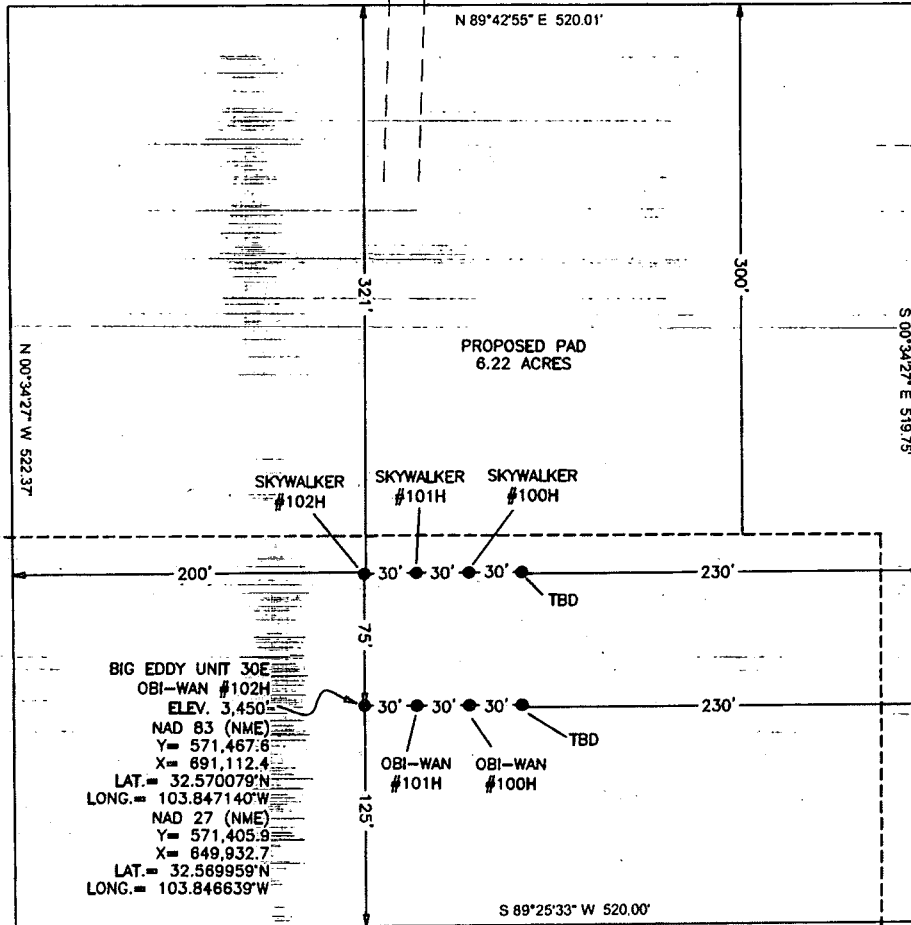 N 89°42'55" E 520.01'
321'
300'
PROPOSED PAD
6.22 ACRES
N 00°34'27" W 522.37'
S 00°34'27" E 519.75'
SKYWALKER
#102H
SKYWALKER
#101H
SKYWALKER
#100H
200'
30'
30'
30'
230'
TBD
75'
BIG EDDY UNIT 30E
OBI-WAN #102H
ELEV. 3,450'
NAD 83 (NME)
Y= 571,467.6
X= 691,112.4
LAT.= 32.570079°N
LONG.= 103.847140°W
NAD 27 (NME)
Y= 571,405.9
X= 649,932.7
LAT.= 32.569959°N
LONG.= 103.846639°W
30'
30'
30'
230'
TBD
OBI-WAN
#101H
OBI-WAN
#100H
125'
S 89°25'33" W 520.00'